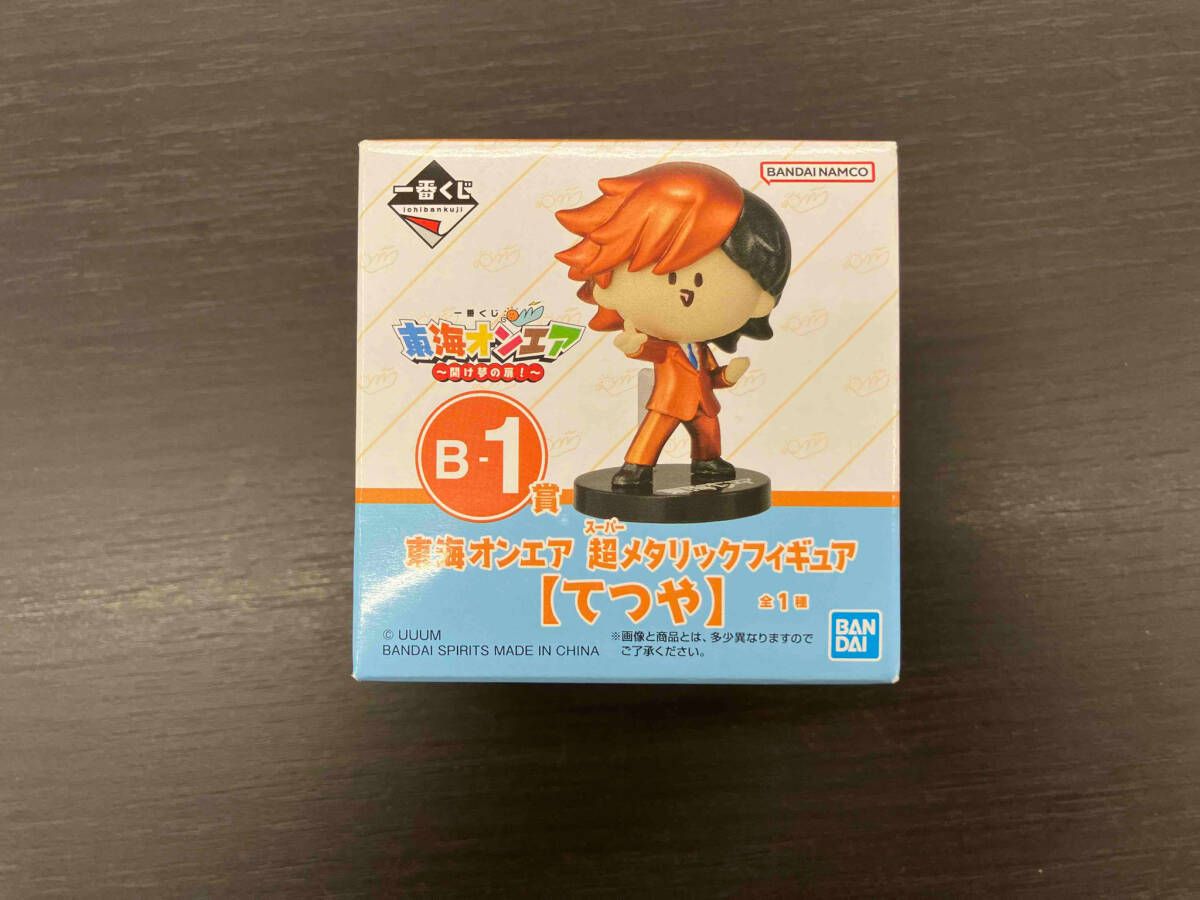 一番くじ
ichibankuji
BANDAI NAMCO
一番くじ
東海オンエア
～開け夢の扉!～
B-1
賞
スーパー
東海オンエア 超メタリックフィギュア
【てつや】 全1種
© UUUM
BANDAI SPIRITS MADE IN CHINA
※画像と商品とは、多少異なりますので
ご了承ください。
BAN
DAI